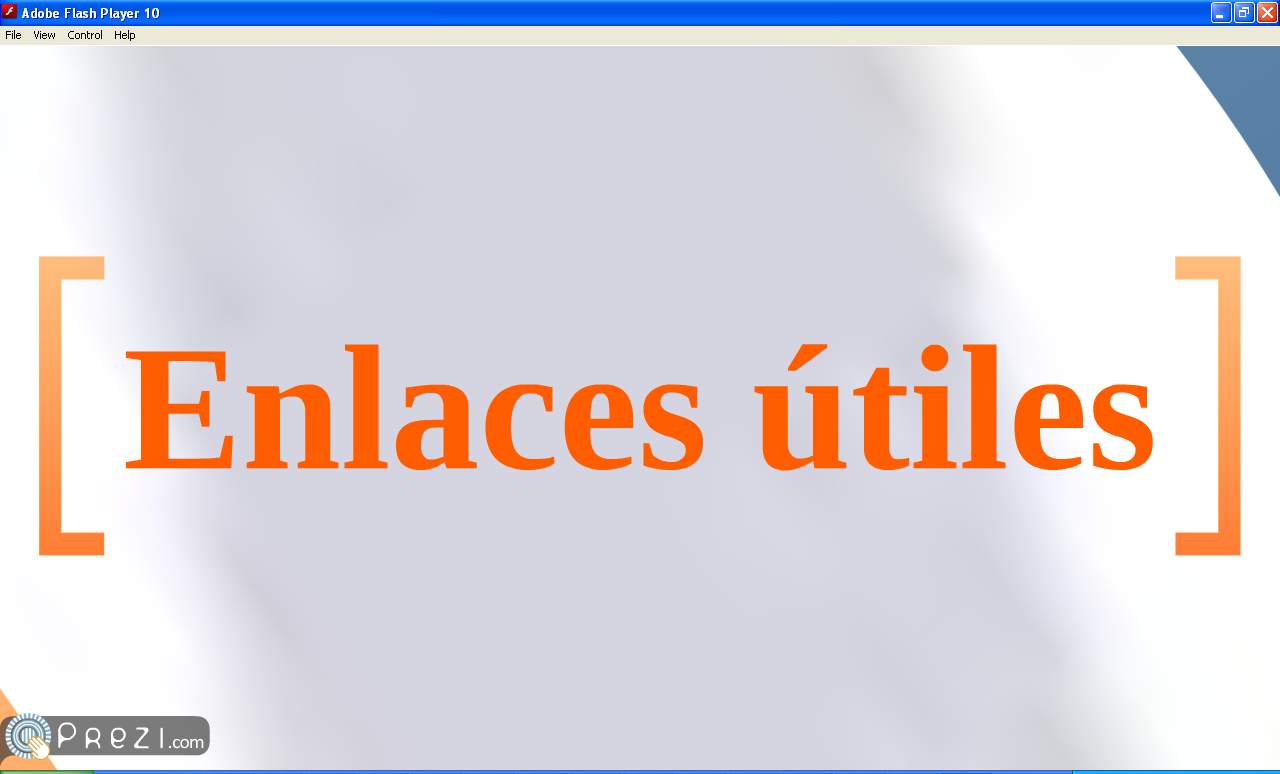 Adobe Flash Player 10
File View Control Help
Enlaces útiles
Prezi.com